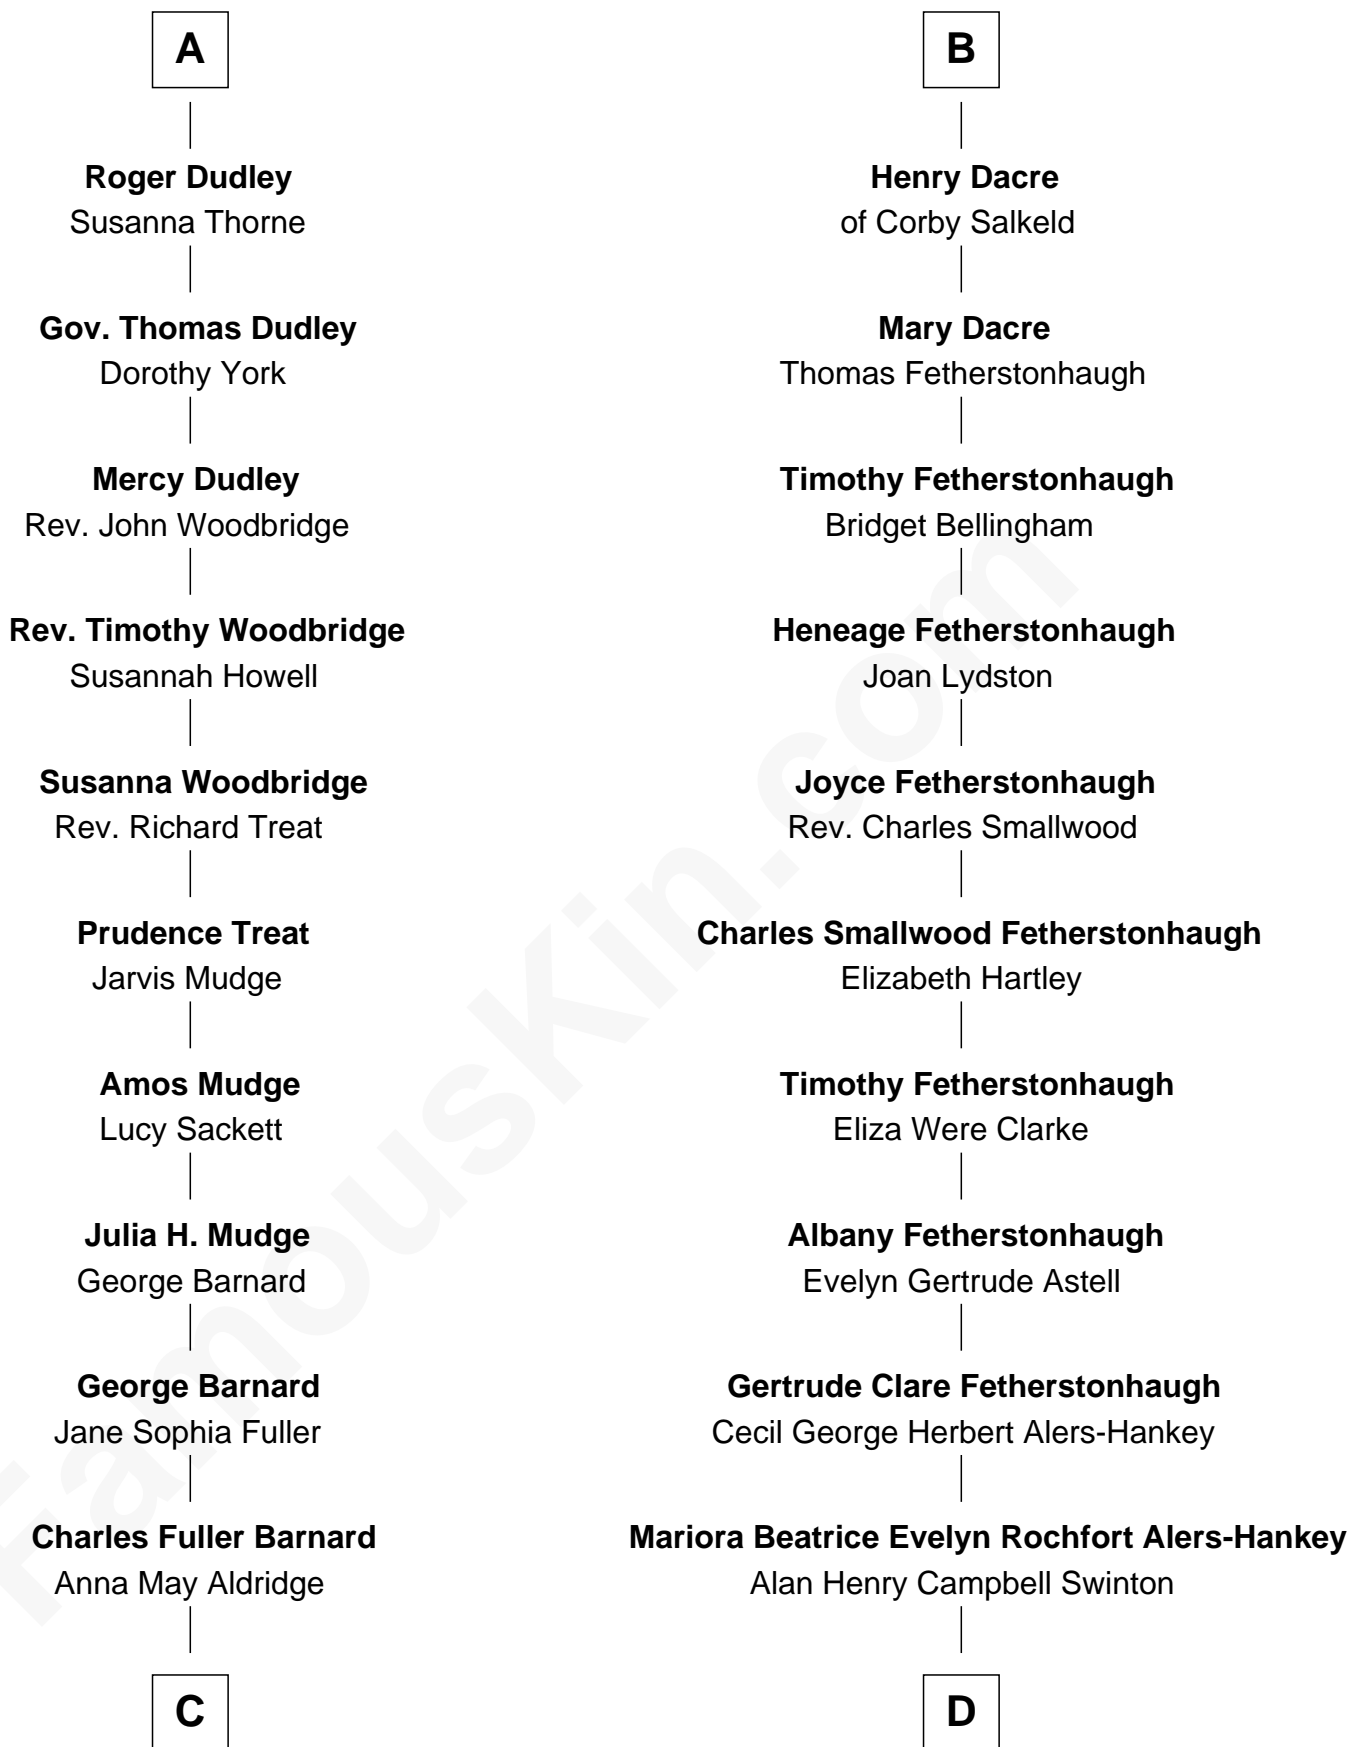 A
Roger Dudley
Susanna Thorne
Gov. Thomas Dudley
Dorothy York
Mercy Dudley
Rev. John Woodbridge
Rev. Timothy Woodbridge
Susannah Howell
Susanna Woodbridge
Rev. Richard Treat
Prudence Treat
Jarvis Mudge
Amos Mudge
Lucy Sackett
Julia H. Mudge
George Barnard
George Barnard
Jane Sophia Fuller
Charles Fuller Barnard
Anna May Aldridge
C
B
Henry Dacre
of Corby Salkeld
Mary Dacre
Thomas Fetherstonhaugh
Timothy Fetherstonhaugh
Bridget Bellingham
Heneage Fetherstonhaugh
Joan Lydston
Joyce Fetherstonhaugh
Rev. Charles Smallwood
Charles Smallwood Fetherstonhaugh
Elizabeth Hartley
Timothy Fetherstonhaugh
Eliza Were Clarke
Albany Fetherstonhaugh
Evelyn Gertrude Astell
Gertrude Clare Fetherstonhaugh
Cecil George Herbert Alers-Hankey
Mariora Beatrice Evelyn Rochfort Alers-Hankey
Alan Henry Campbell Swinton
D
FamousKin.com